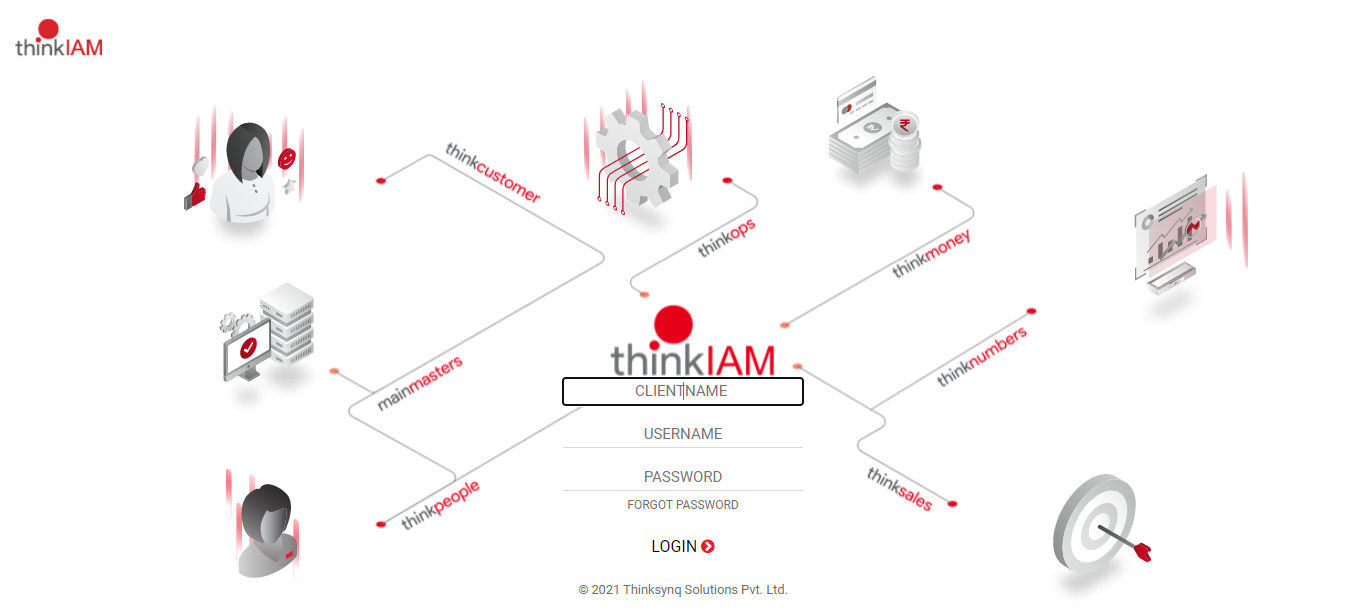 thinkIAM
thinkcustomer
thinkops
thinkmoney
thinkIAM
mainmasters
thinknumbers
CLIENTNAME
USERNAME
PASSWORD
thinkpeople
thinksales
FORGOT PASSWORD
LOGIN
© 2021 Thinksynq Solutions Pvt. Ltd.